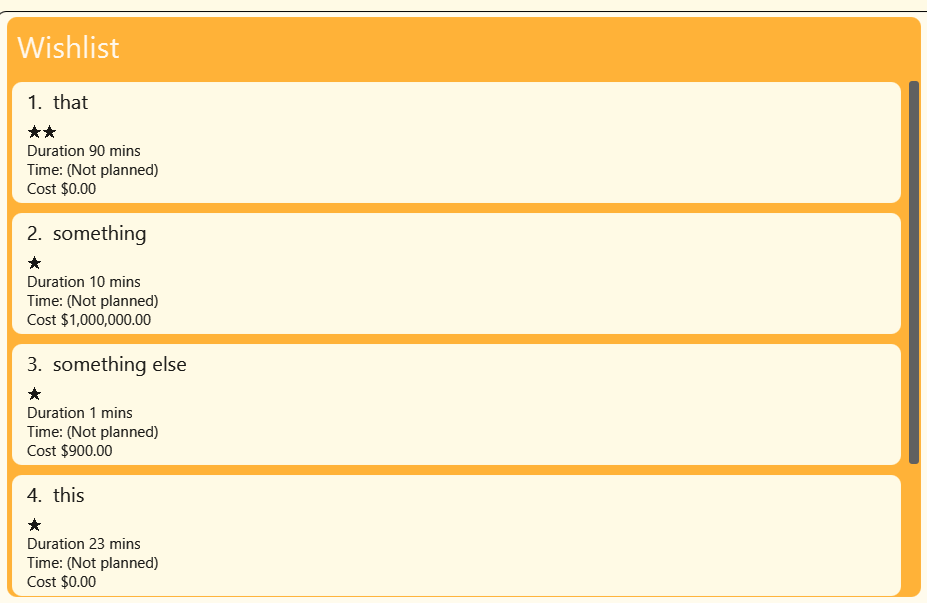 Wishlist
1. that
★★
Duration 90 mins
Time: (Not planned)
Cost $0.00
2. something
★
Duration 10 mins
Time: (Not planned)
Cost $1,000,000.00
3. something else
★
Duration 1 mins
Time: (Not planned)
Cost $900.00
4. this
★
Duration 23 mins
Time: (Not planned)
Cost $0.00